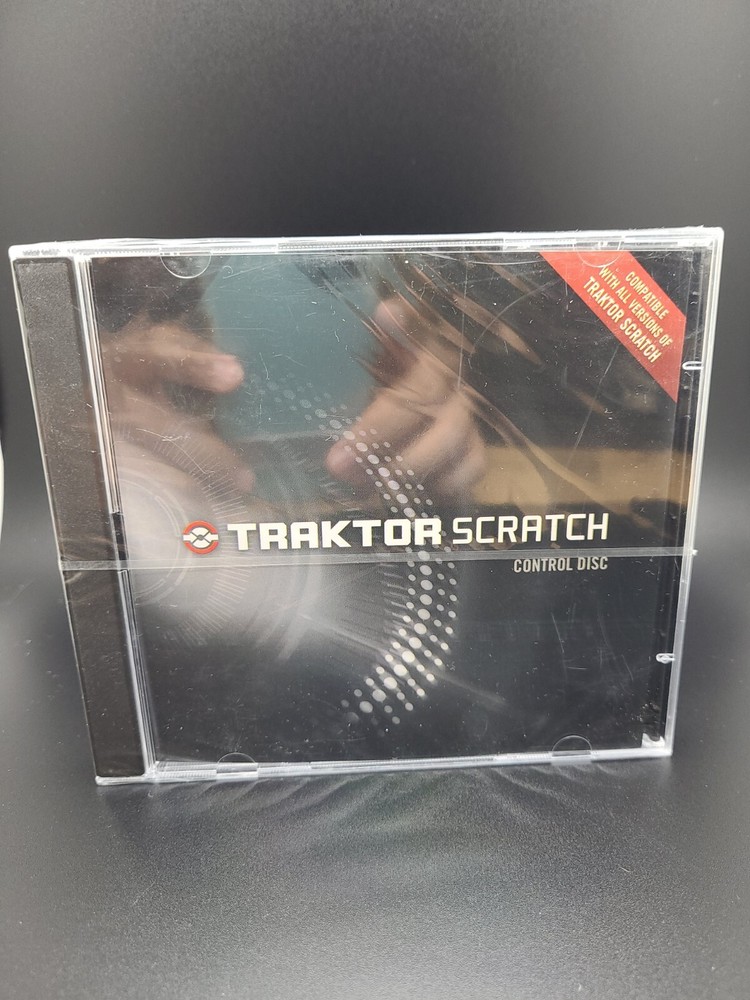 COMPATIBLE
WITH ALL VERSIONS OF
TRAKTOR SCRATCH
TRAKTOR SCRATCH
CONTROL DISC